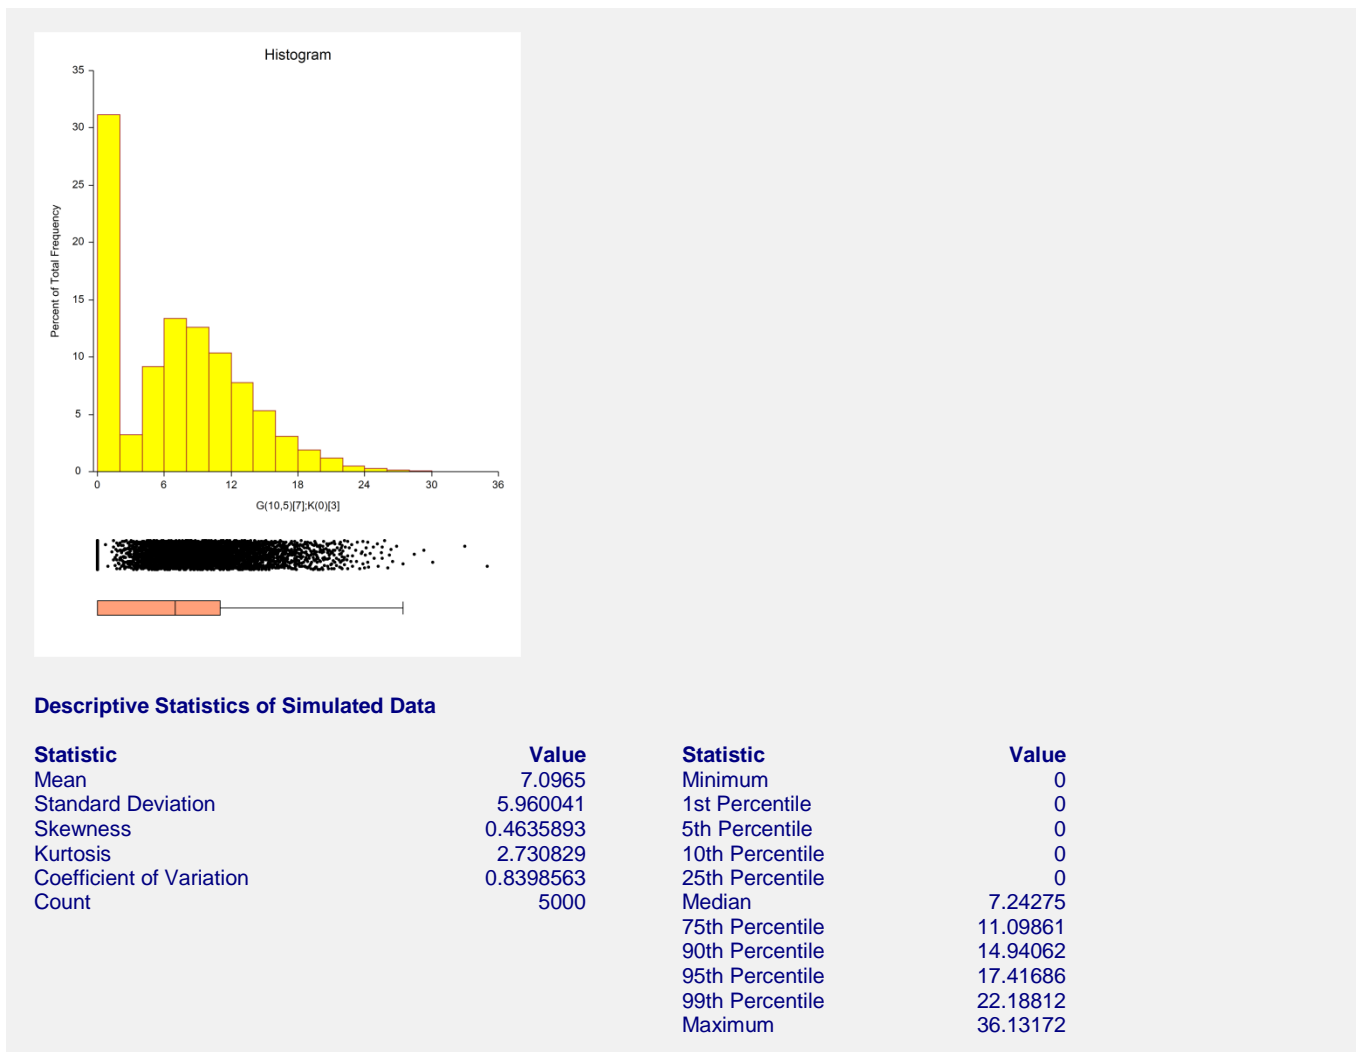 Histogram
35
30
25
20
15
10
5
0
Percent of Total Frequency
0 6 12 18 24 30 36
G(10,5)[7];K(0)[3]
Descriptive Statistics of Simulated Data
Statistic Value Statistic Value
Mean 7.0965 Minimum 0
Standard Deviation 5.960041 1st Percentile 0
Skewness 0.4635893 5th Percentile 0
Kurtosis 2.730829 10th Percentile 0
Coefficient of Variation 0.8398563 25th Percentile 0
Count 5000 Median 7.24275
75th Percentile 11.09861
90th Percentile 14.94062
95th Percentile 17.41686
99th Percentile 22.18812
Maximum 36.13172